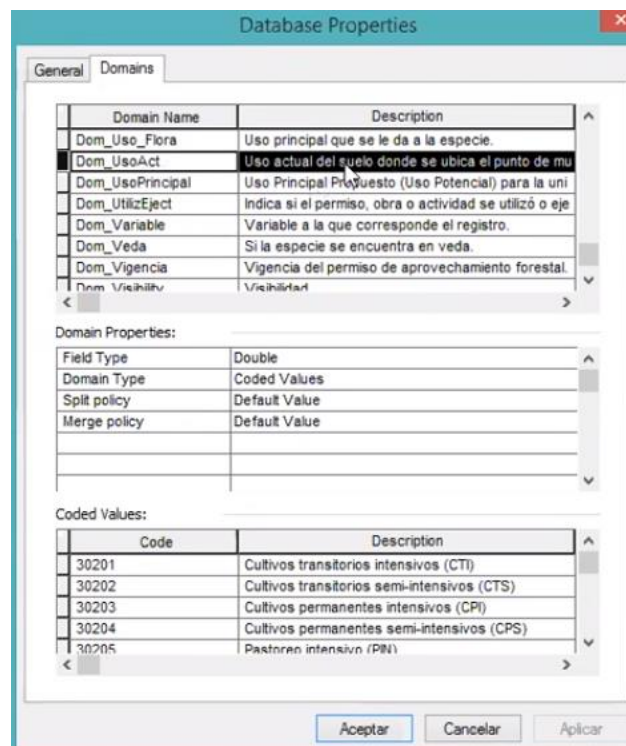 Database Properties
General Domains
Domain Name Description
Dom_Uso_Flora Uso principal que se le da a la especie.
Dom_UsoAct Uso actual del suelo donde se ubica el punto de mu
Dom_UsoPrincipal Uso Principal Propuesto (Uso Potencial) para la uni
Dom_UtilizEject Indica si el permiso, obra o actividad se utilizó o eje
Dom_Variable Variable a la que corresponde el registro.
Dom_Veda Si la especie se encuentra en veda.
Dom_Vigencia Vigencia del permiso de aprovechamiento forestal.
Dom_Visibility Visibilidad
Domain Properties:
Field Type Double
Domain Type Coded Values
Split policy Default Value
Merge policy Default Value
Coded Values:
Code Description
30201 Cultivos transitorios intensivos (CTI)
30202 Cultivos transitorios semi-intensivos (CTS)
30203 Cultivos permanentes intensivos (CPI)
30204 Cultivos permanentes semi-intensivos (CPS)
30205 Pastoreo intensivo (PIN)
Aceptar Cancelar Aplicar